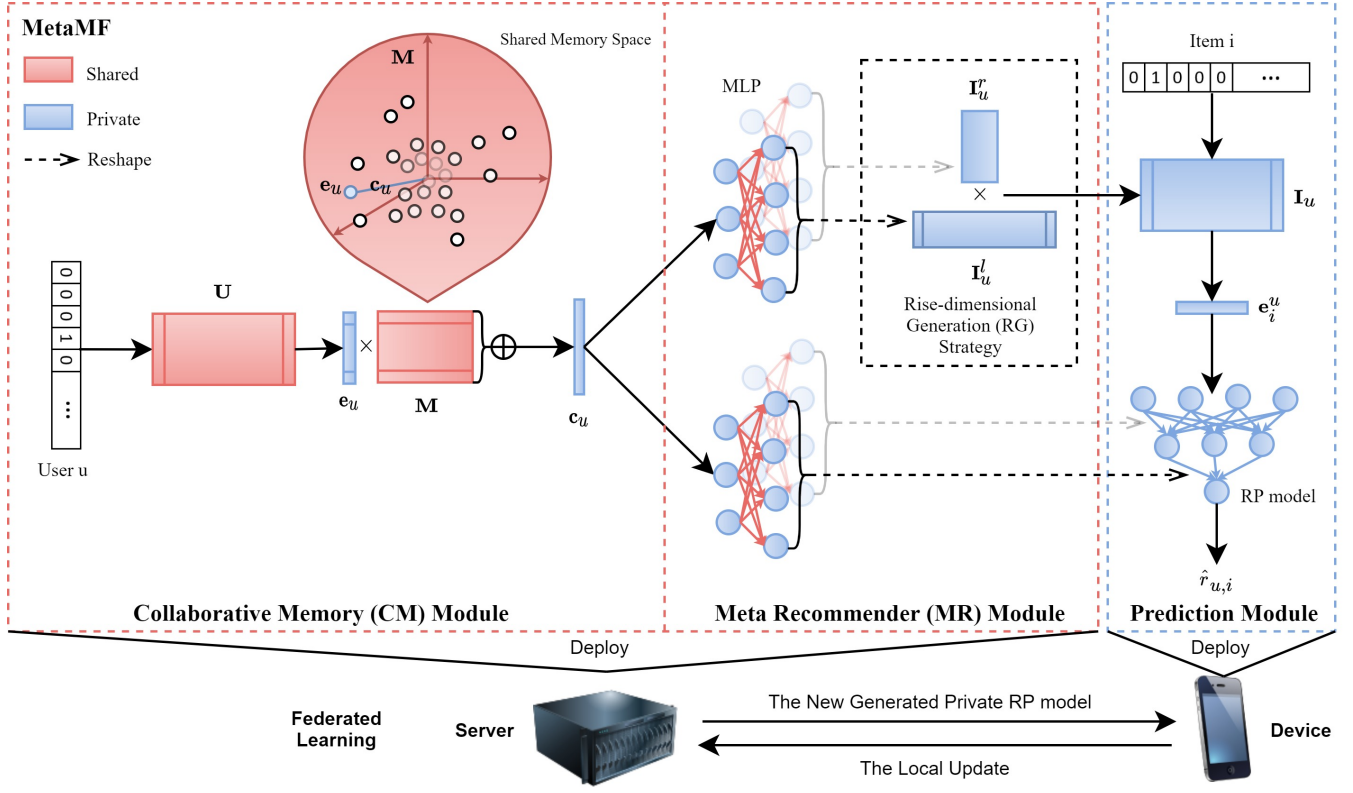 MetaMF
Shared
Private
Reshape
Shared Memory Space
M
e_u
c_u
0
0
0
1
0
...
User u
U
e_u
×
M
c_u
MLP
I_u^r
×
I_u^l
Rise-dimensional
Generation (RG)
Strategy
Item i
0 1 0 0 0 ...
I_u
e_i^u
RP model
r̂_{u,i}
Collaborative Memory (CM) Module
Meta Recommender (MR) Module
Prediction Module
Deploy
Deploy
Federated
Learning
Server
The New Generated Private RP model
The Local Update
Device